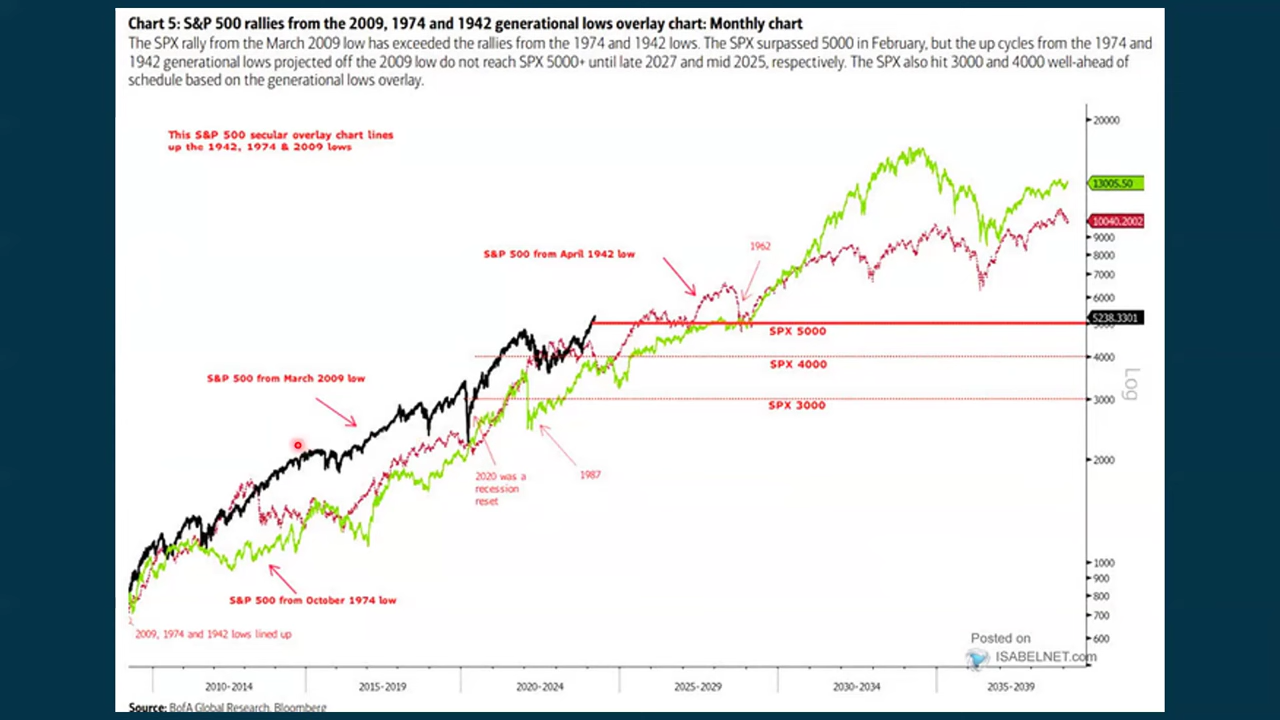 Chart 5: S&P 500 rallies from the 2009, 1974 and 1942 generational lows overlay chart: Monthly chart
The SPX rally from the March 2009 low has exceeded the rallies from the 1974 and 1942 lows. The SPX surpassed 5000 in February, but the up cycles from the 1974 and
1942 generational lows projected off the 2009 low do not reach SPX 5000+ until late 2027 and mid 2025, respectively. The SPX also hit 3000 and 4000 well-ahead of
schedule based on the generational lows overlay.
This S&P 500 secular overlay chart lines
up the 1942, 1974 & 2009 lows
20000
13005.50
10040.2002
9000
8000
7000
6000
5238.3301
5000
4000
3000
2000
1000
900
800
700
600
Log
S&P 500 from April 1942 low
1962
SPX 5000
SPX 4000
SPX 3000
S&P 500 from March 2009 low
2020 was a
recession
reset
1987
S&P 500 from October 1974 low
2009, 1974 and 1942 lows lined up
Posted on
ISABELNET.com
2010-2014
2015-2019
2020-2024
2025-2029
2030-2034
2035-2039
Source: BofA Global Research, Bloomberg